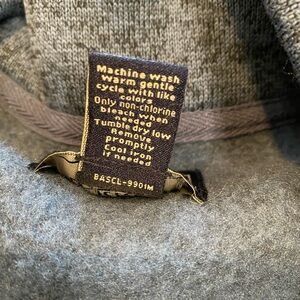 Machine wash
warm gentle
cycle with like
colors
Only non-chlorine
bleach when
needed
Tumble dry low
Remove
promptly
Cool iron
if needed
BASCL-9901M